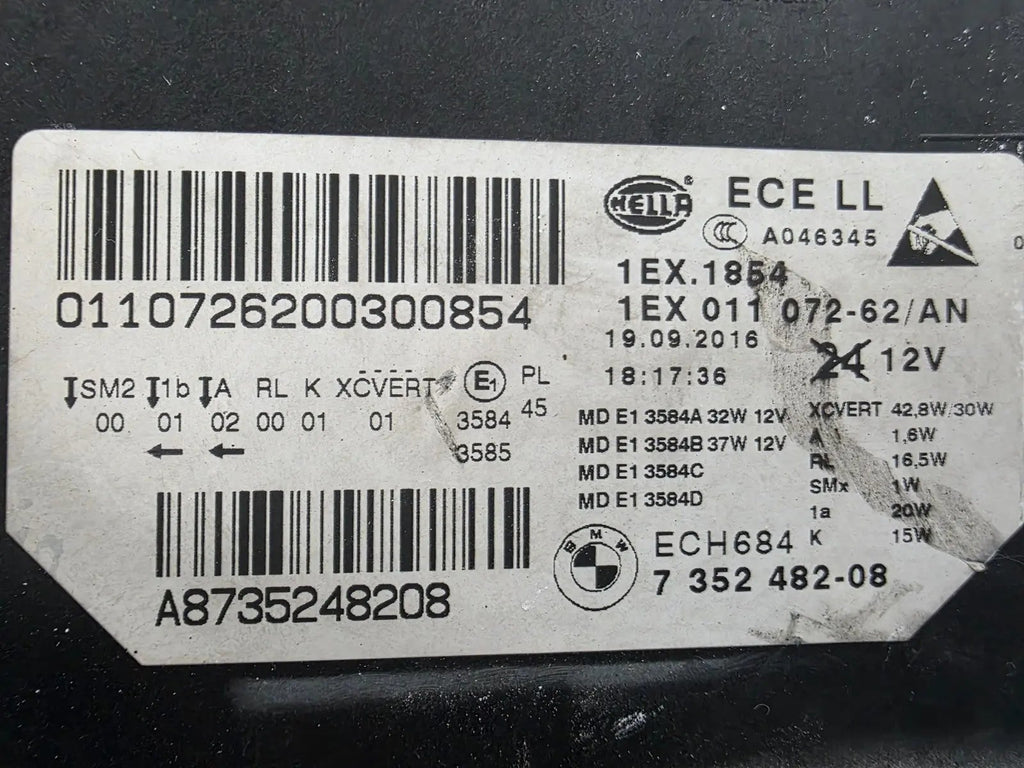 HELLA
ECE LL
CCC A046345
1EX.1854
1EX 011 072-62/AN
19.09.2016
24 12V
18:17:36
0110726200300854
SM2 1b A RL K XCVERT E1 PL
00 01 02 00 01 01 3584 45
3585
MD E1 3584A 32W 12V
MD E1 3584B 37W 12V
MD E1 3584C
MD E1 3584D
XCVERT 42,8W/30W
A 1,6W
RL 16,5W
SMx 1W
1a 20W
K 15W
BMW
ECH684
7 352 482-08
A8735248208